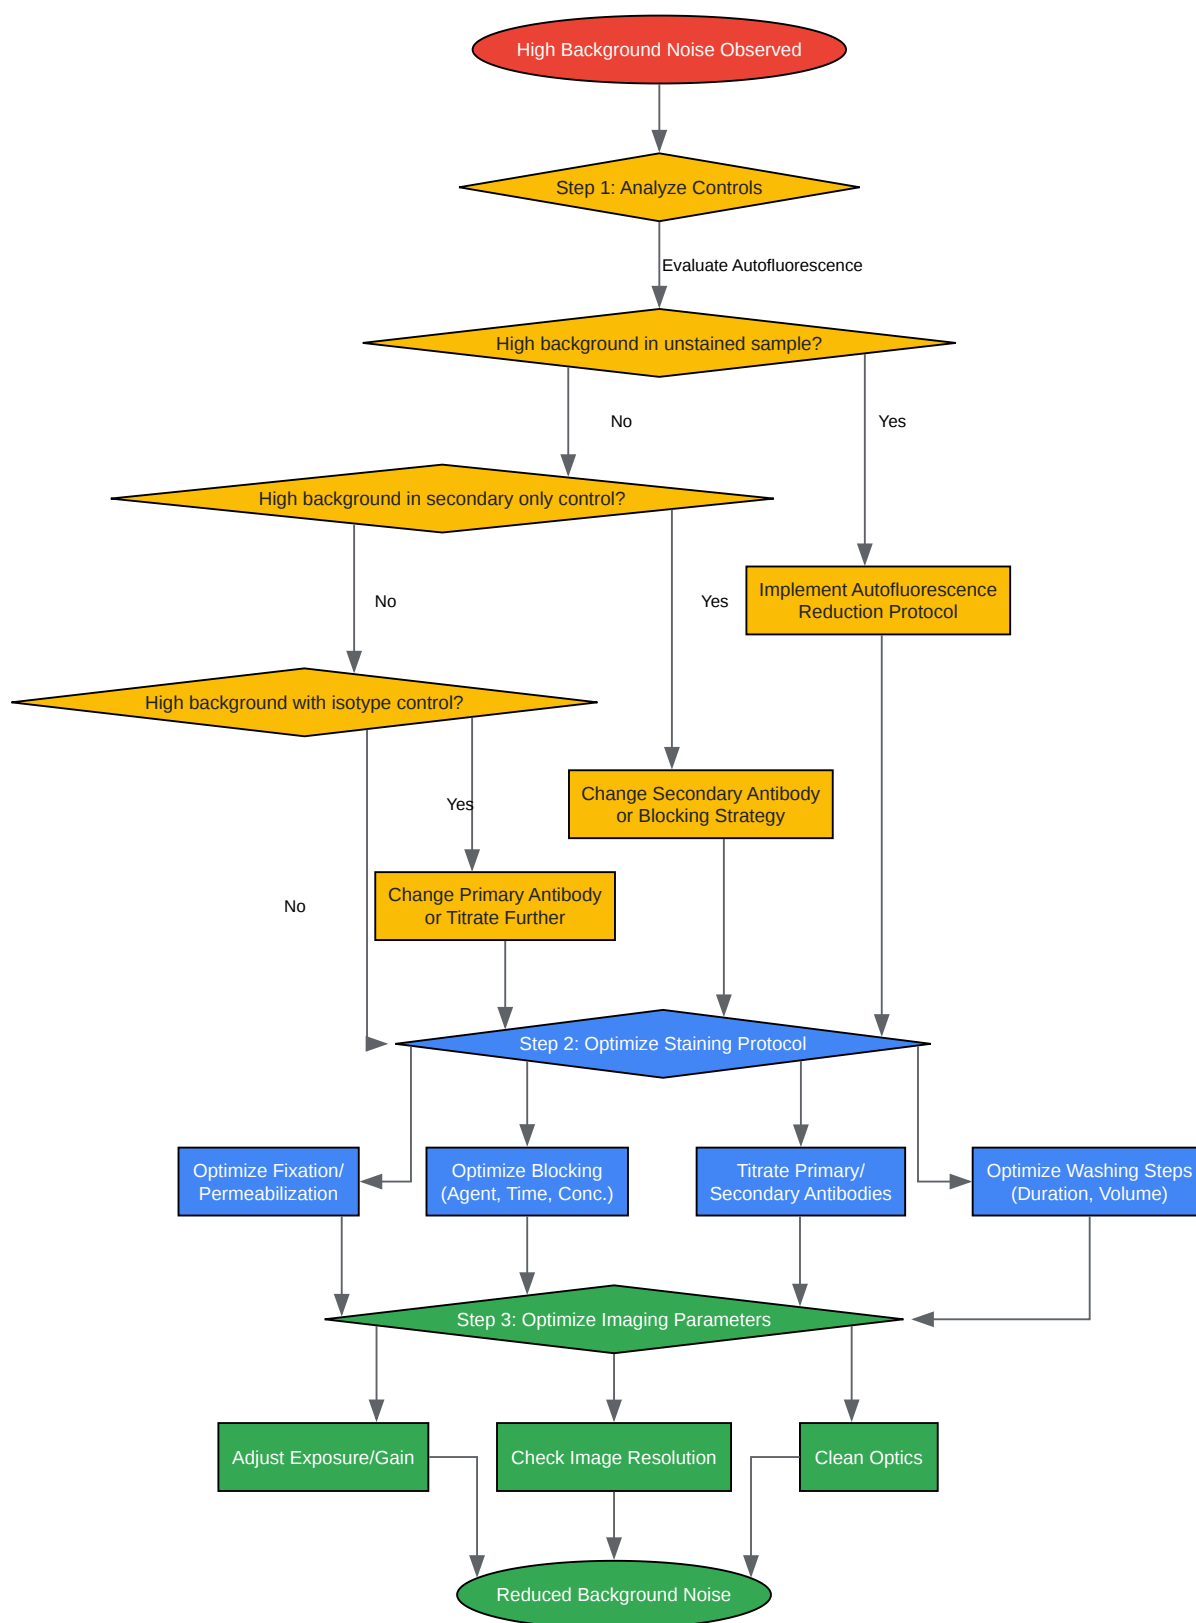 High Background Noise Observed
Step 1: Analyze Controls
Evaluate Autofluorescence
High background in unstained sample?
No
Yes
High background in secondary only control?
Implement Autofluorescence
Reduction Protocol
No
Yes
High background with isotype control?
Change Secondary Antibody
or Blocking Strategy
Yes
Change Primary Antibody
or Titrate Further
No
Step 2: Optimize Staining Protocol
Optimize Fixation/
Permeabilization
Optimize Blocking
(Agent, Time, Conc.)
Titrate Primary/
Secondary Antibodies
Optimize Washing Steps
(Duration, Volume)
Step 3: Optimize Imaging Parameters
Adjust Exposure/Gain
Check Image Resolution
Clean Optics
Reduced Background Noise